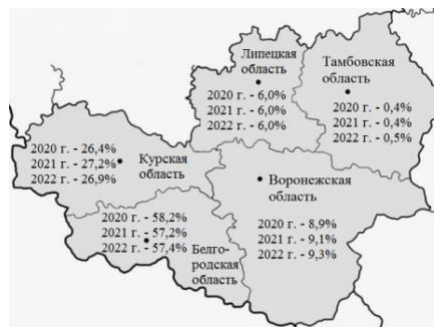 Липецкая
область
2020 г. - 6,0%
2021 г. - 6,0%
2022 г. - 6,0%
Тамбовская
область
2020 г. - 0,4%
2021 г. - 0,4%
2022 г. - 0,5%
2020 г. - 26,4%
2021 г. - 27,2%
2022 г. - 26,9%
Курская
область
Воронежская
область
2020 г. - 8,9%
2021 г. - 9,1%
2022 г. - 9,3%
2020 г. - 58,2%
2021 г. - 57,2%
2022 г. - 57,4%
Белго-
родская
область